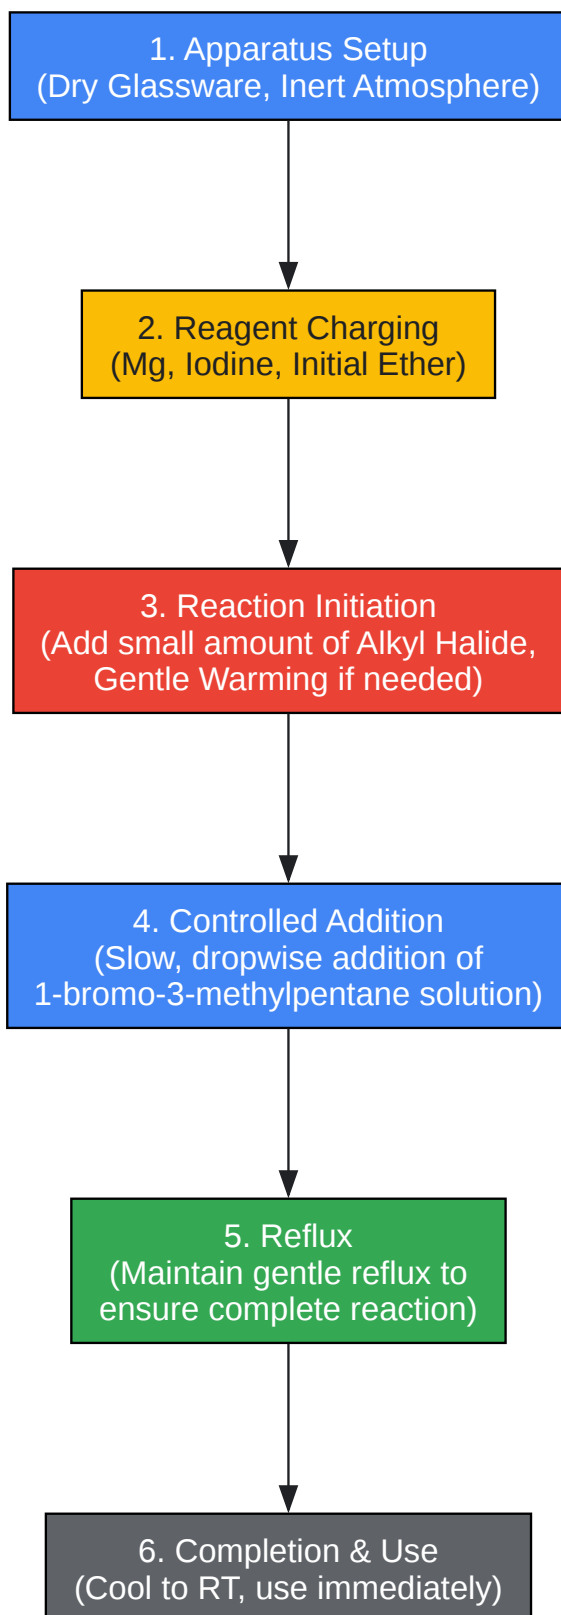 1. Apparatus Setup
(Dry Glassware, Inert Atmosphere)
2. Reagent Charging
(Mg, Iodine, Initial Ether)
3. Reaction Initiation
(Add small amount of Alkyl Halide,
Gentle Warming if needed)
4. Controlled Addition
(Slow, dropwise addition of
1-bromo-3-methylpentane solution)
5. Reflux
(Maintain gentle reflux to
ensure complete reaction)
6. Completion & Use
(Cool to RT, use immediately)